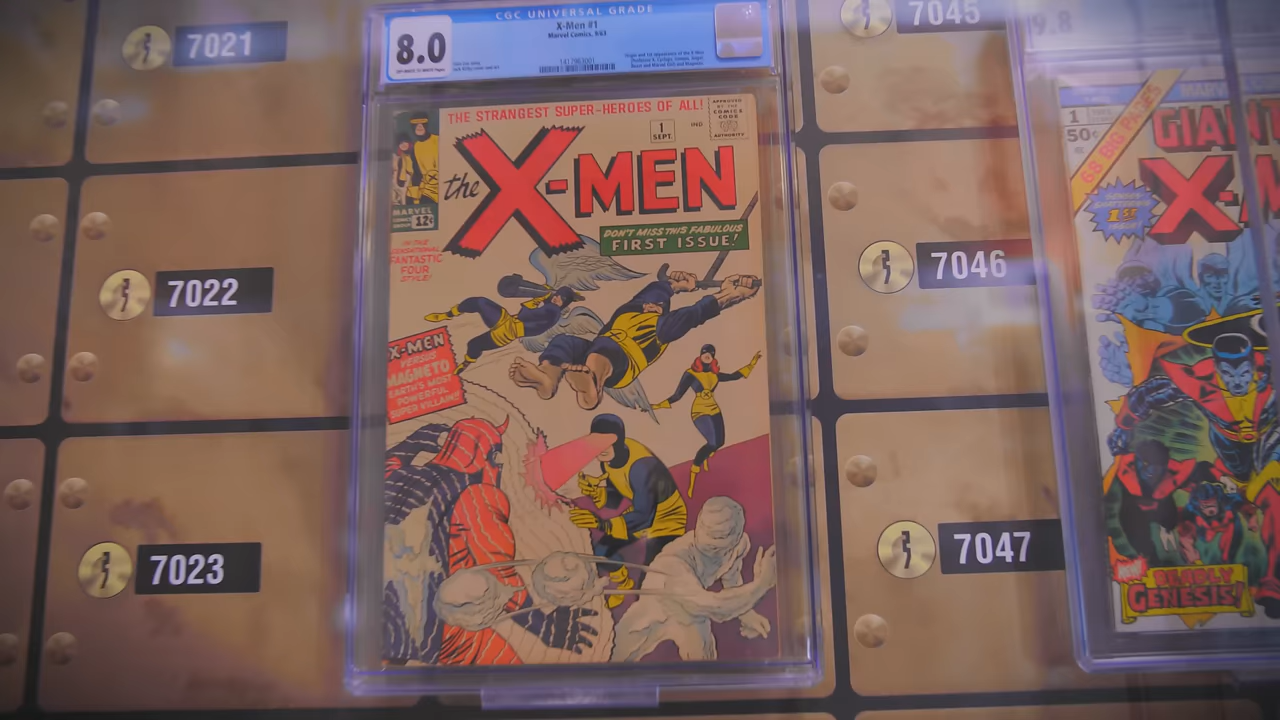 7021
7022
7023
CGC UNIVERSAL GRADE
8.0
X-Men #1
Marvel Comics, 9/63
THE STRANGEST SUPER-HEROES OF ALL!
1
SEPT.
IND
APPROVED
BY THE
COMICS
CODE
AUTHORITY
the X-MEN
MARVEL
12¢
DON'T MISS THIS FABULOUS
FIRST ISSUE!
IN THE
SENSATIONAL
FANTASTIC
FOUR
STYLE!
X-MEN
VERSUS
MAGNETO
EARTH'S MOST
POWERFUL
SUPER VILLAIN!!
7045
7046
7047
9.8
68 BIG PAGES
1
50¢
GIANT
X-M
1ST
ISSUE!
DEADLY
GENESIS!